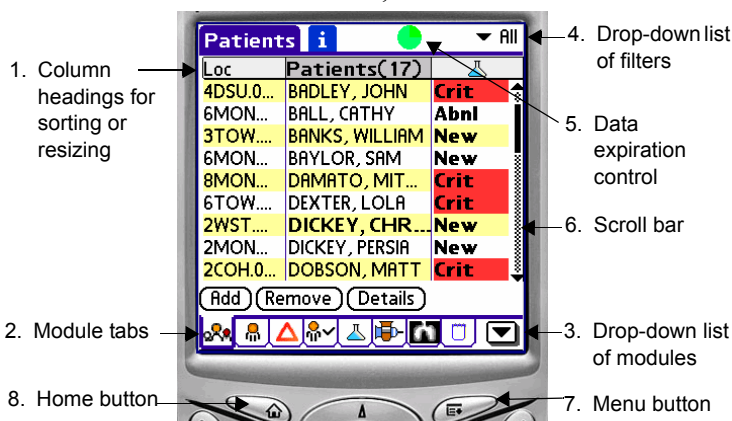 Patients i All
Loc Patients(17)
4DSU.0... BADLEY, JOHN Crit
6MON... BALL, CATHY Abnl
3TOW.... BANKS, WILLIAM New
6MON... BAYLOR, SAM New
8MON... DAMATO, MIT... Crit
6TOW.... DEXTER, LOLA Crit
2WST.... DICKEY, CHR... New
2MON... DICKEY, PERSIA New
2COH.0... DOBSON, MATT Crit
Add Remove Details
1. Column
headings for
sorting or
resizing
2. Module tabs
8. Home button
4. Drop-down list
of filters
5. Data
expiration
control
6. Scroll bar
3. Drop-down list
of modules
7. Menu button